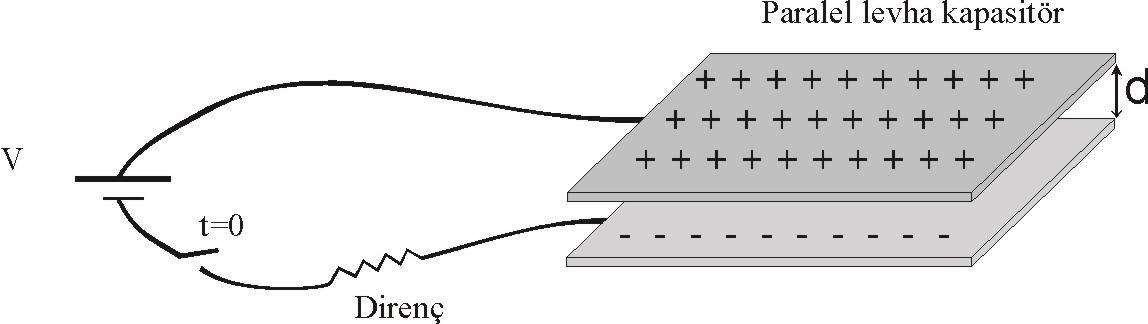 Paralel levha kapasitör
d
+ + + + + + + + + +
+ + + + + + + + + +
+ + + + + + + + + +
V
t=0
- - - - - - - - - -
Direnç